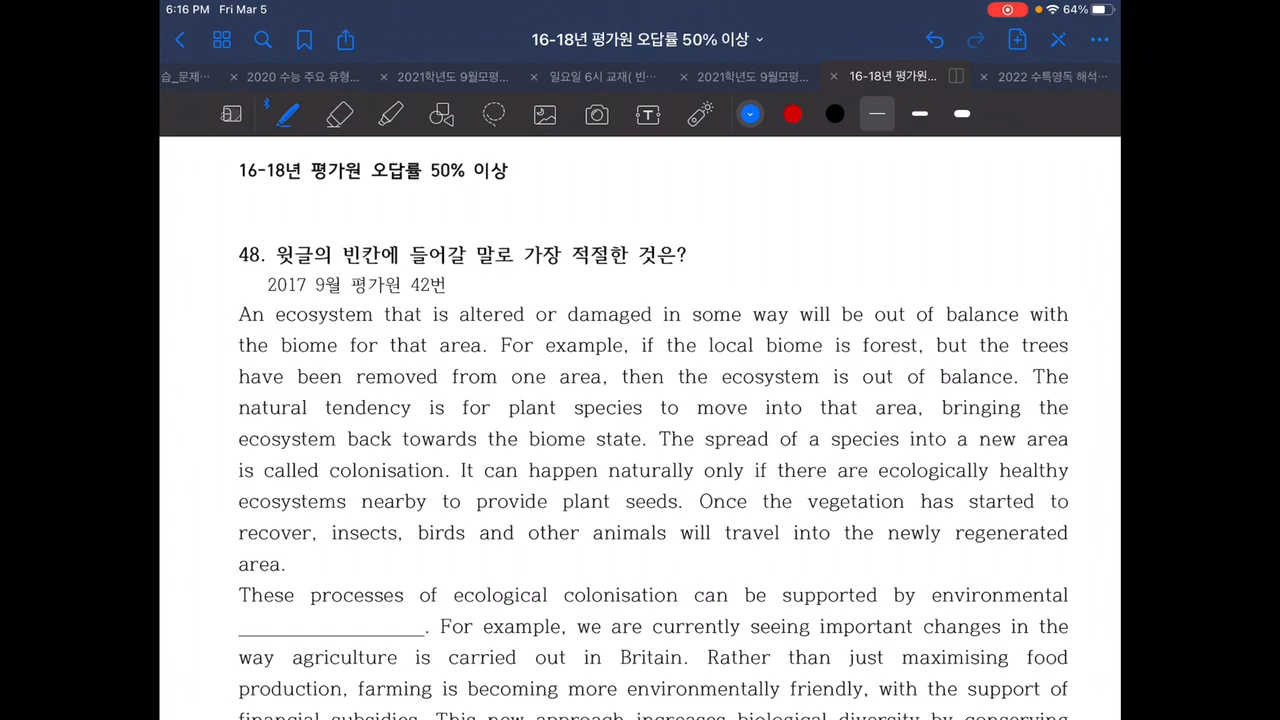 6:16 PM Fri Mar 5
64%
16-18년 평가원 오답률 50% 이상
습_문제…
2020 수능 주요 유형...
2021학년도 9월모평...
일요일 6시 교재( 빈…
2021학년도 9월모평...
16-18년 평가원...
2022 수특영독 해석…
16-18년 평가원 오답률 50% 이상
48. 윗글의 빈칸에 들어갈 말로 가장 적절한 것은?
2017 9월 평가원 42번
An ecosystem that is altered or damaged in some way will be out of balance with
the biome for that area. For example, if the local biome is forest, but the trees
have been removed from one area, then the ecosystem is out of balance. The
natural tendency is for plant species to move into that area, bringing the
ecosystem back towards the biome state. The spread of a species into a new area
is called colonisation. It can happen naturally only if there are ecologically healthy
ecosystems nearby to provide plant seeds. Once the vegetation has started to
recover, insects, birds and other animals will travel into the newly regenerated
area.
These processes of ecological colonisation can be supported by environmental
_________________. For example, we are currently seeing important changes in the
way agriculture is carried out in Britain. Rather than just maximising food
production, farming is becoming more environmentally friendly, with the support of
financial subsidies. This new approach increases biological diversity by conserving